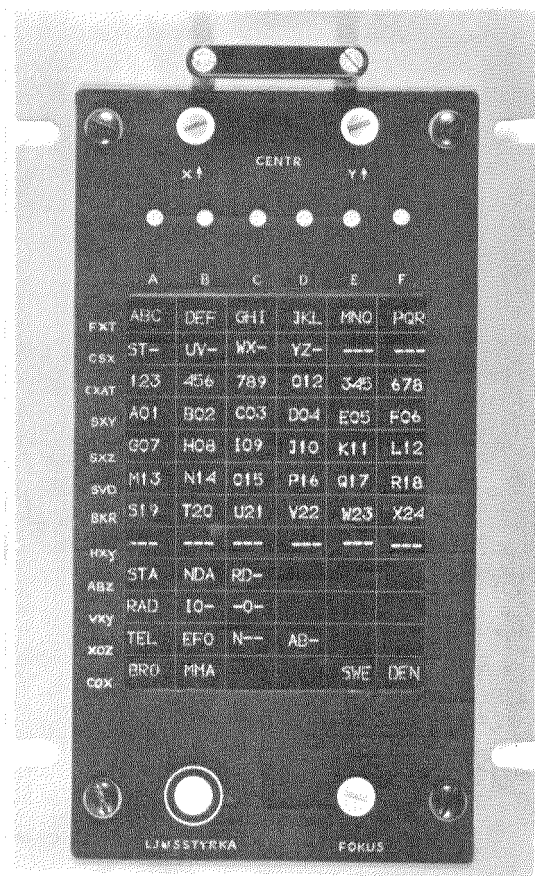 CENTR
X↑ Y↑
A B C D E F
FXT ABC DEF GHI JKL MNO PQR
CSX ST- UV- WX- YZ- --- ---
CXAT 123 456 789 012 345 678
SXY A01 B02 C03 D04 E05 F06
SXZ G07 H08 I09 J10 K11 L12
SVD M13 N14 O15 P16 Q17 R18
BKR S19 T20 U21 V22 W23 X24
HXY --- --- --- --- --- ---
ABZ STA NDA RD-
VXY RAD IO- -O-
XOZ TEL EFO N-- AB-
CQX BRO MMA SWE DEN
LJUSSTYRKA FOKUS